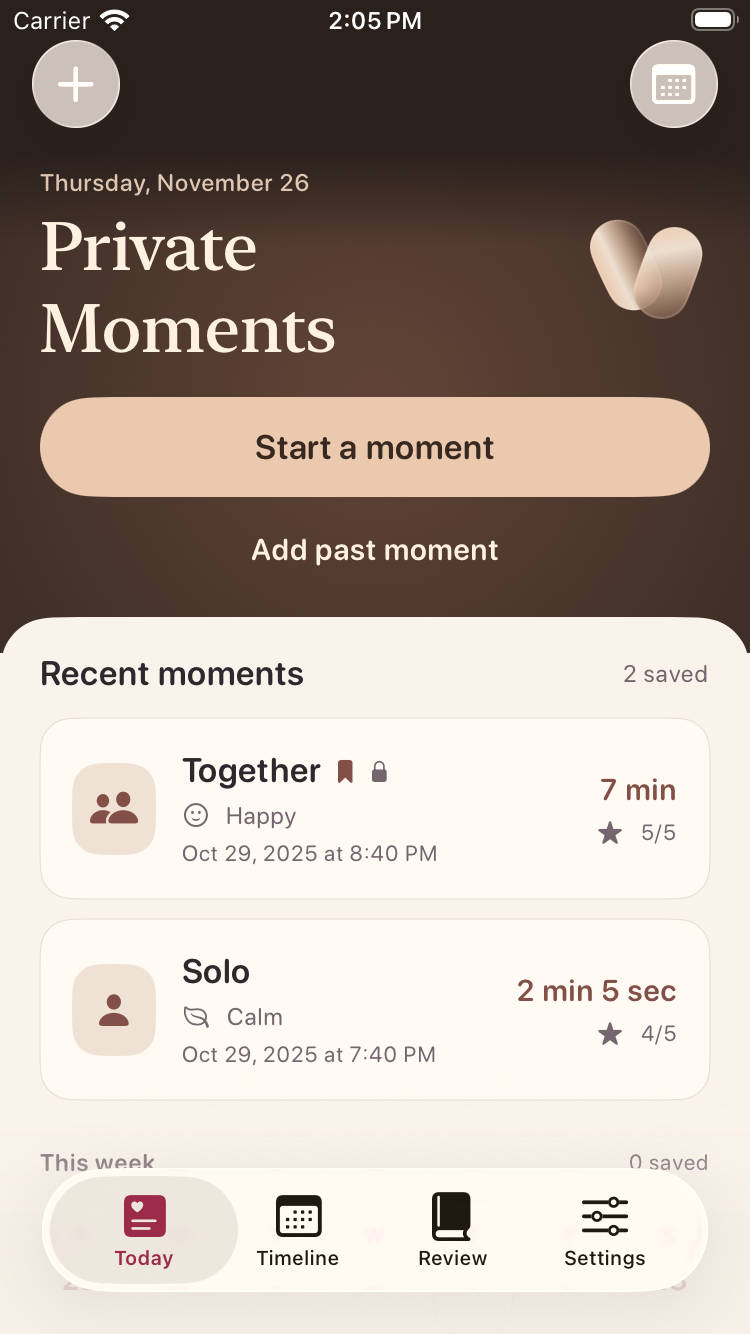 Carrier 2:05 PM
Thursday, November 26
Private
Moments
Start a moment
Add past moment
Recent moments 2 saved
Together
7 min
Happy
5/5
Oct 29, 2025 at 8:40 PM
Solo
2 min 5 sec
Calm
4/5
Oct 29, 2025 at 7:40 PM
This week 0 saved
Today Timeline Review Settings